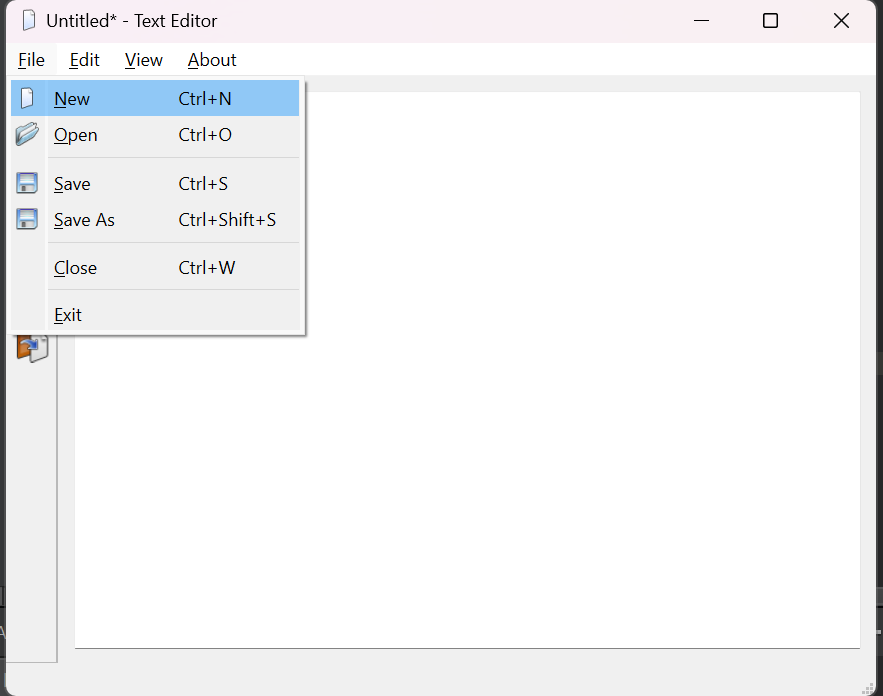 Untitled* - Text Editor
File Edit View About
New Ctrl+N
Open Ctrl+O
Save Ctrl+S
Save As Ctrl+Shift+S
Close Ctrl+W
Exit